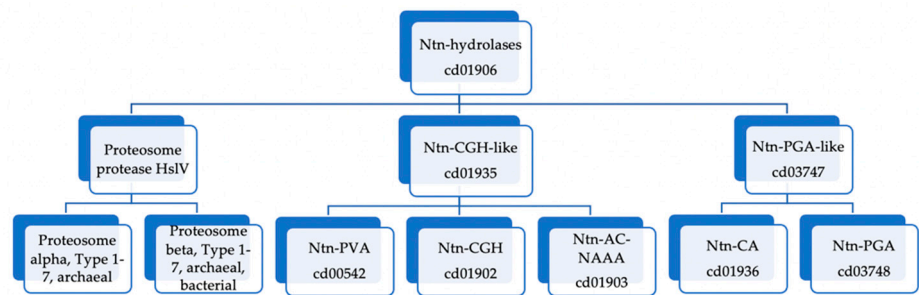 Ntn-hydrolases
cd01906
Proteosome
protease HslV
Ntn-CGH-like
cd01935
Ntn-PGA-like
cd03747
Proteosome
alpha, Type 1-
7, archaeal
Proteosome
beta, Type 1-
7, archaeal,
bacterial
Ntn-PVA
cd00542
Ntn-CGH
cd01902
Ntn-AC-
NAAA
cd01903
Ntn-CA
cd01936
Ntn-PGA
cd03748